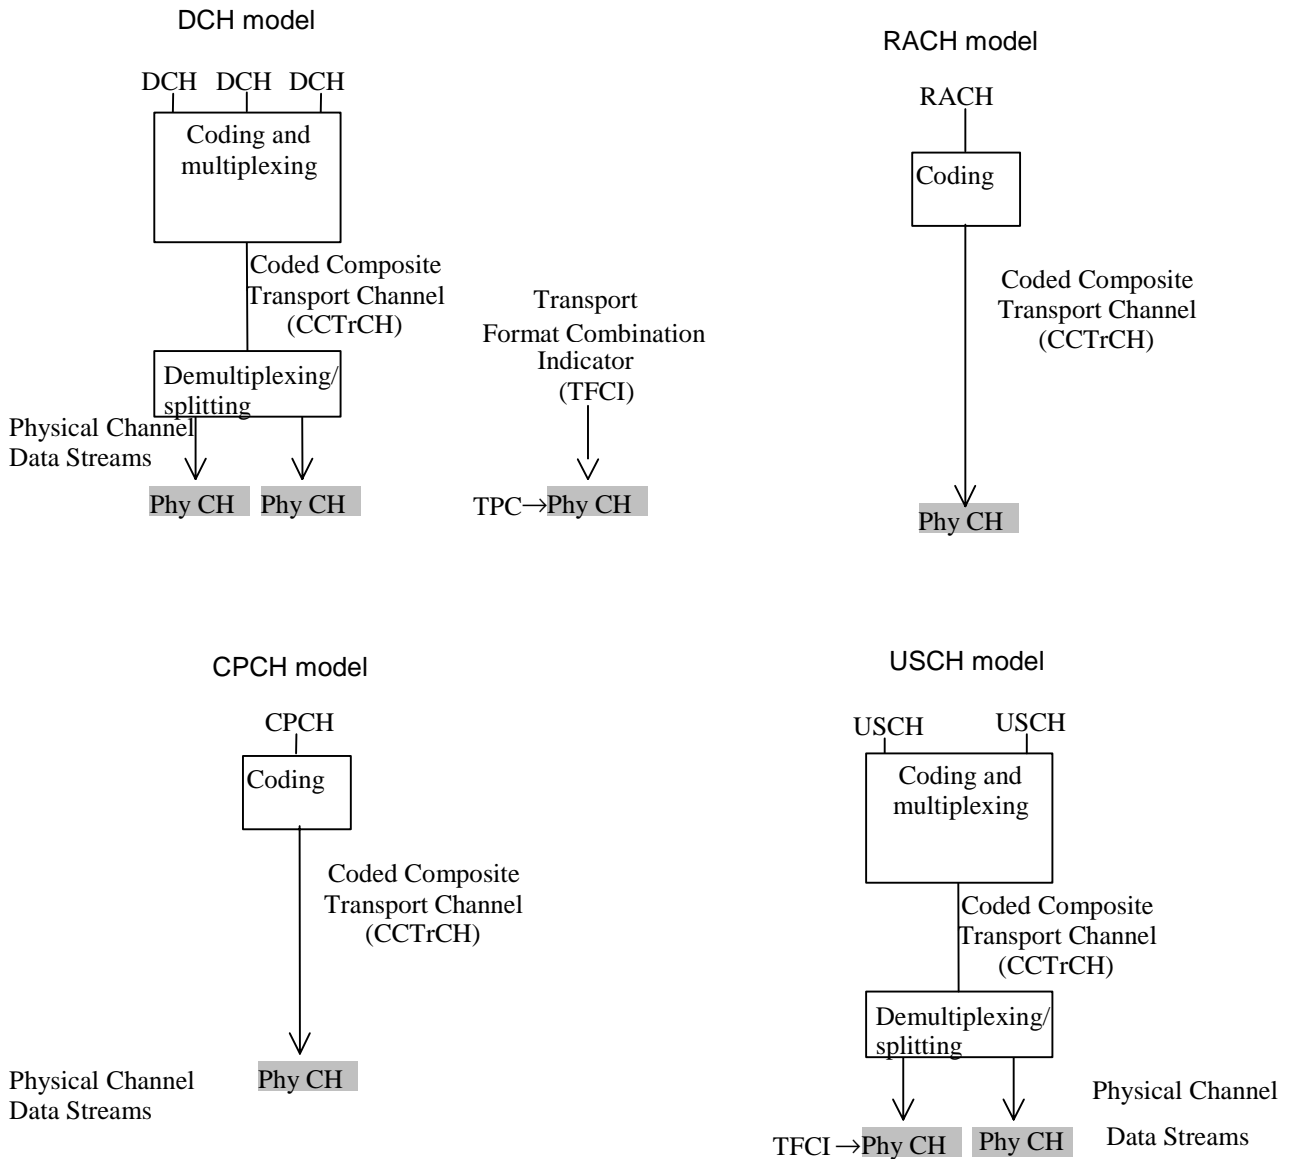 DCH model
DCH DCH DCH
Coding and
multiplexing
Coded Composite
Transport Channel
(CCTrCH)
Demultiplexing/
splitting
Physical Channel
Data Streams
Phy CH Phy CH
Transport
Format Combination
Indicator
(TFCI)
TPC→Phy CH
RACH model
RACH
Coding
Coded Composite
Transport Channel
(CCTrCH)
Phy CH
CPCH model
CPCH
Coding
Coded Composite
Transport Channel
(CCTrCH)
Physical Channel
Data Streams
Phy CH
USCH model
USCH USCH
Coding and
multiplexing
Coded Composite
Transport Channel
(CCTrCH)
Demultiplexing/
splitting
Physical Channel
Data Streams
TFCI→Phy CH Phy CH